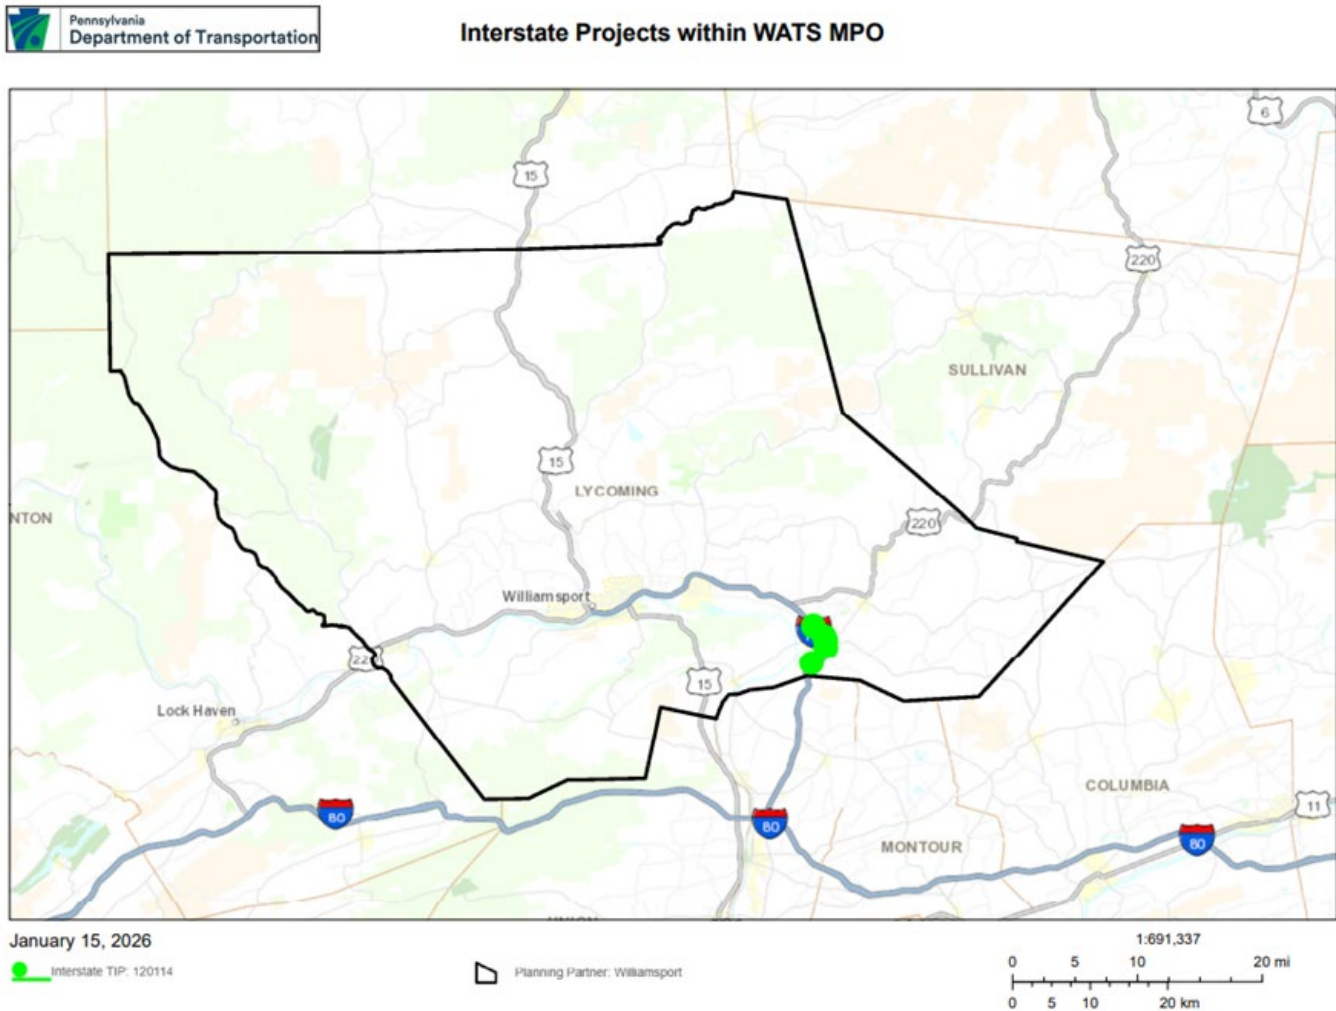 Pennsylvania
Department of Transportation
Interstate Projects within WATS MPO
6
15
220
SULLIVAN
15
LYCOMING
NTON
220
Williamsport
15
Lock Haven
COLUMBIA
80
80
11
80
MONTOUR
January 15, 2026
1:691,337
Interstate TIP: 120114
Planning Partner: Williamsport
0 5 10 20 mi
0 5 10 20 km